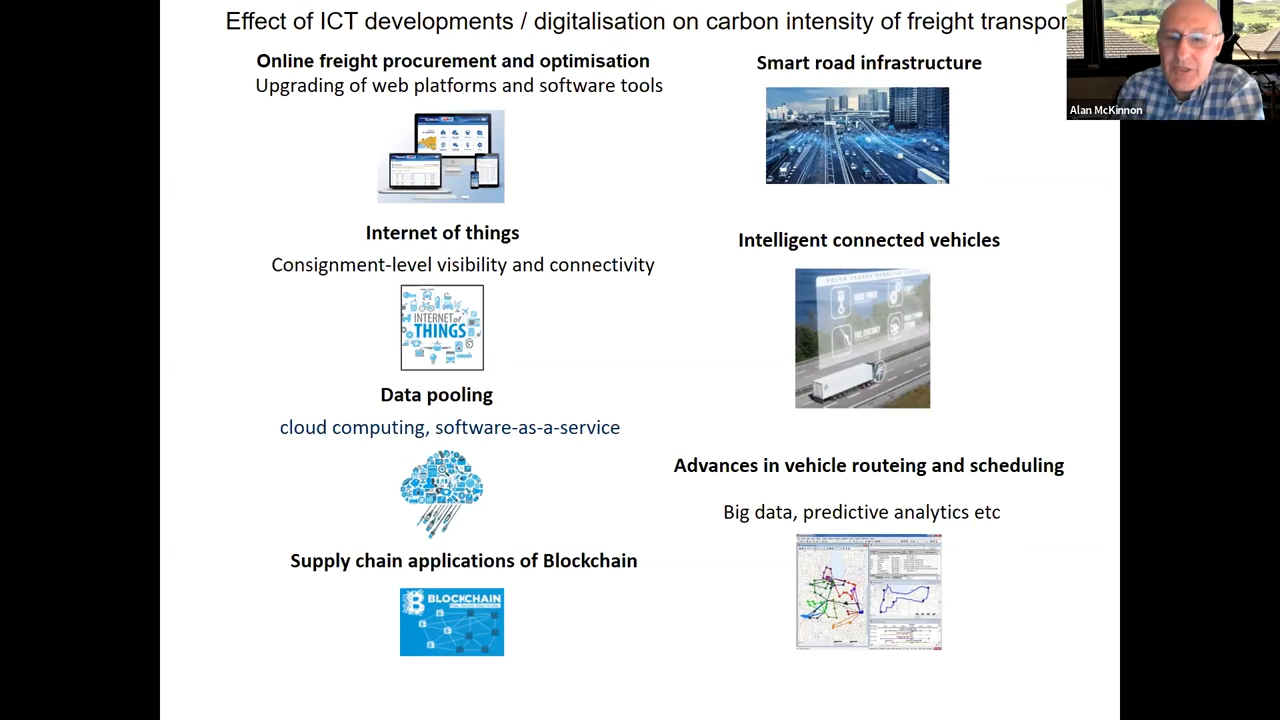 Effect of ICT developments / digitalisation on carbon intensity of freight transpor
Alan McKinnon
Online freight procurement and optimisation
Upgrading of web platforms and software tools
Internet of things
Consignment-level visibility and connectivity
INTERNET of
THINGS
Data pooling
cloud computing, software-as-a-service
Supply chain applications of Blockchain
BLOCKCHAIN
Smart road infrastructure
Intelligent connected vehicles
FUEL EFFICIENCY
Advances in vehicle routeing and scheduling
Big data, predictive analytics etc